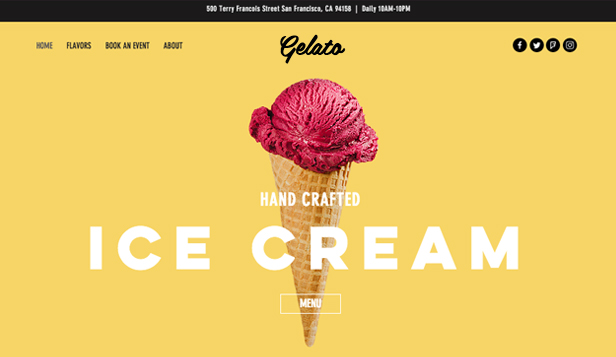 500 Terry Francois Street San Francisco, CA 94158 | Daily 10AM-10PM
HOME FLAVORS BOOK AN EVENT ABOUT
Gelato
HAND CRAFTED
ICE CREAM
MENU